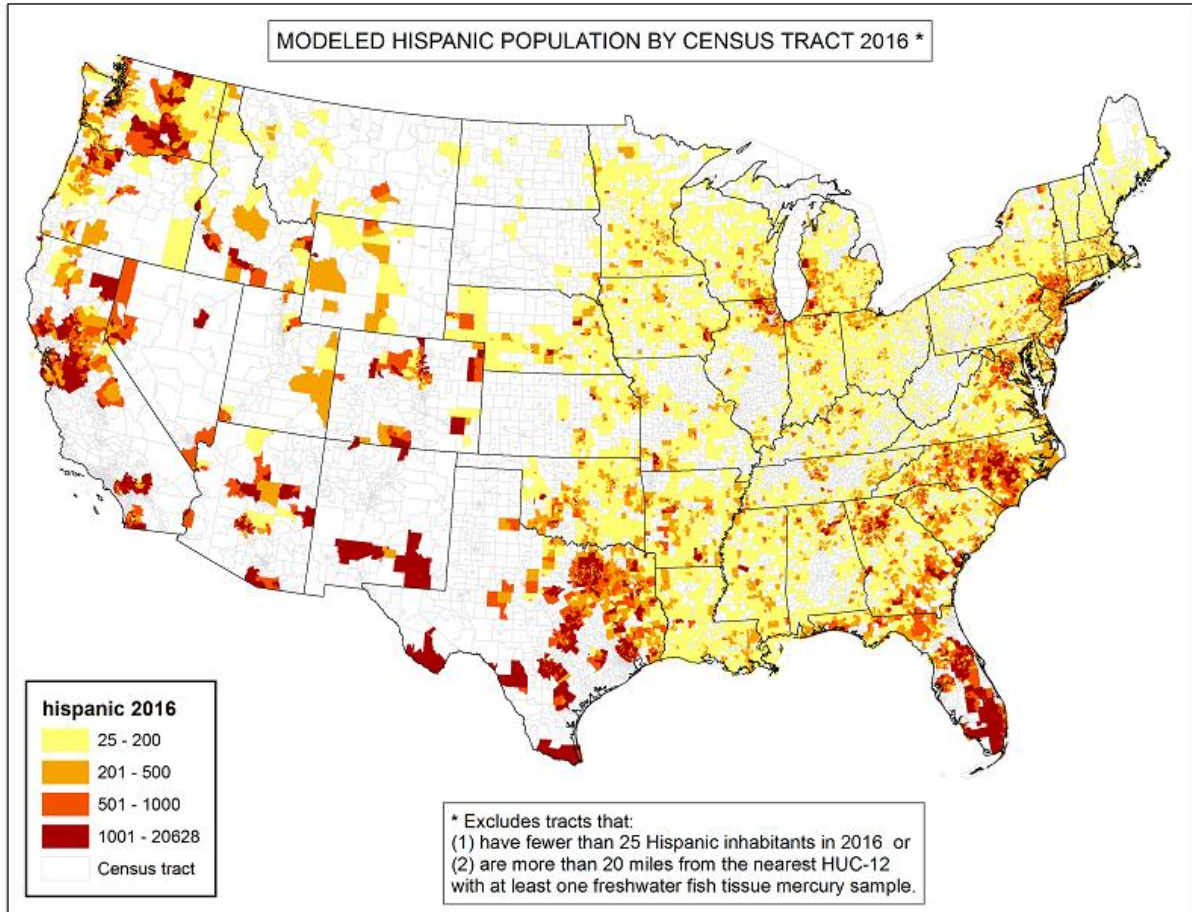 MODELED HISPANIC POPULATION BY CENSUS TRACT 2016 *
hispanic 2016
25 - 200
201 - 500
501 - 1000
1001 - 20628
Census tract
* Excludes tracts that:
(1) have fewer than 25 Hispanic inhabitants in 2016 or
(2) are more than 20 miles from the nearest HUC-12
with at least one freshwater fish tissue mercury sample.